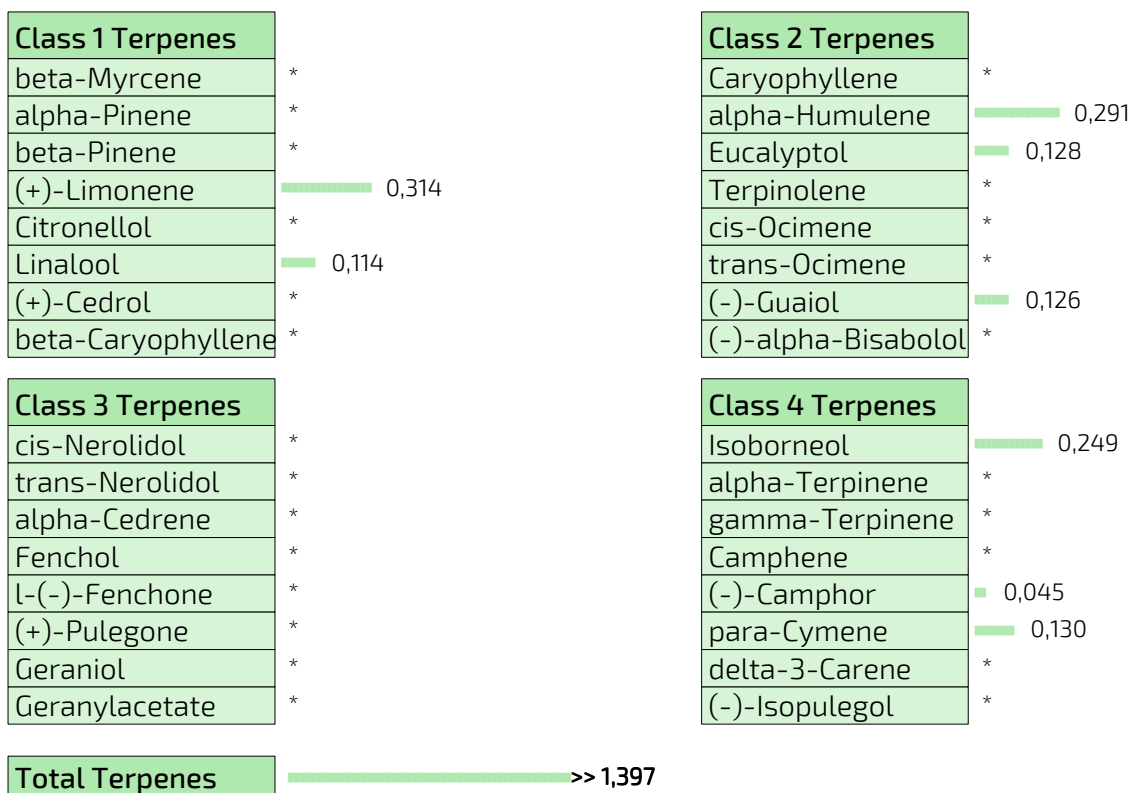 Class 1 Terpenes
beta-Myrcene *
alpha-Pinene *
beta-Pinene *
(+)-Limonene 0,314
Citronellol *
Linalool 0,114
(+)-Cedrol *
beta-Caryophyllene *
Class 2 Terpenes
Caryophyllene *
alpha-Humulene 0,291
Eucalyptol 0,128
Terpinolene *
cis-Ocimene *
trans-Ocimene *
(-)-Guaiol 0,126
(-)-alpha-Bisabolol *
Class 3 Terpenes
cis-Nerolidol *
trans-Nerolidol *
alpha-Cedrene *
Fenchol *
l-(-)-Fenchone *
(+)-Pulegone *
Geraniol *
Geranylacetate *
Class 4 Terpenes
Isoborneol 0,249
alpha-Terpinene *
gamma-Terpinene *
Camphene *
(-)-Camphor 0,045
para-Cymene 0,130
delta-3-Carene *
(-)-Isopulegol *
Total Terpenes >> 1,397